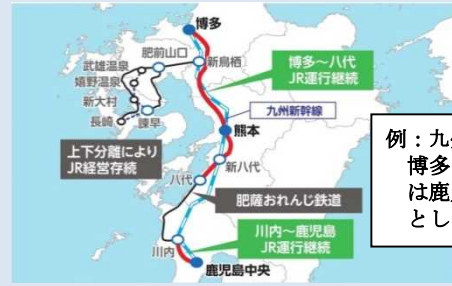 博多
肥前山口
新鳥栖
武雄温泉
嬉野温泉
新大村
長崎
諫早
博多～八代
JR運行継続
九州新幹線
熊本
上下分離により
JR経営存続
新八代
八代
肥薩おれんじ鉄道
川内～鹿児島
JR運行継続
川内
鹿児島中央
例：九
博多
は鹿
とし